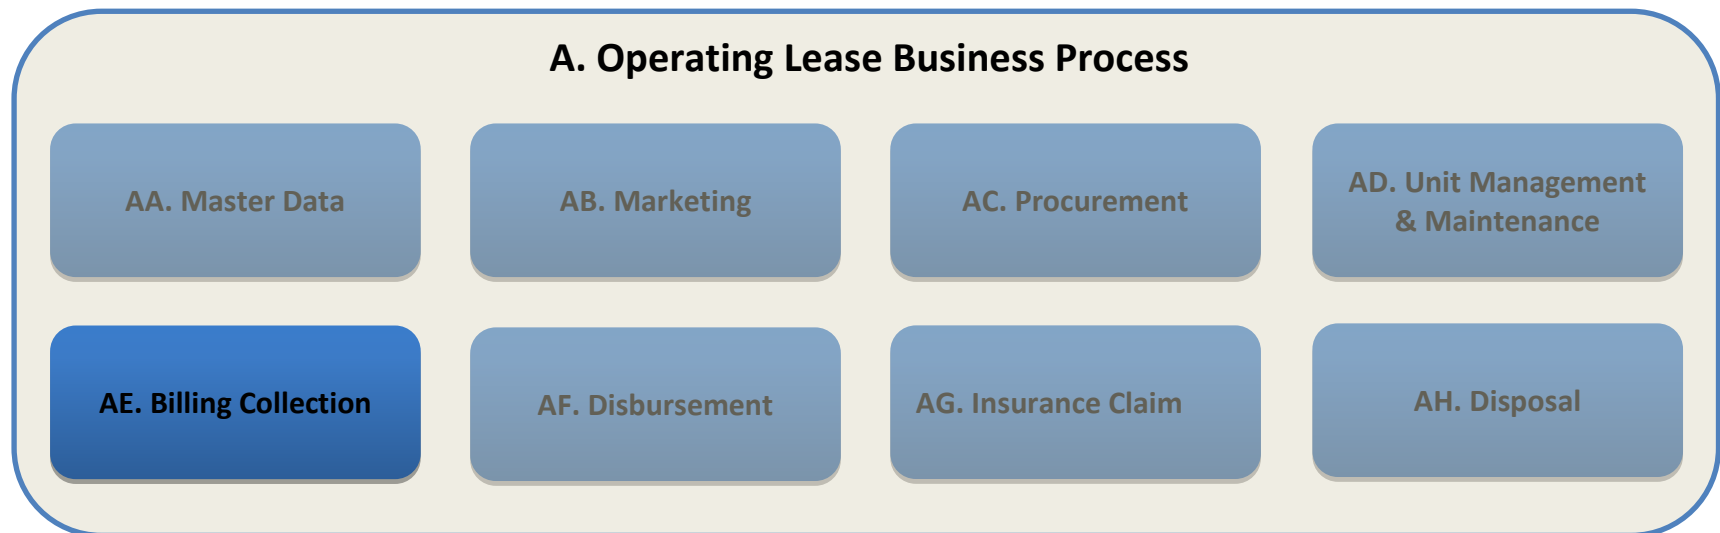 A. Operating Lease Business Process
AA. Master Data
AB. Marketing
AC. Procurement
AD. Unit Management
& Maintenance
AE. Billing Collection
AF. Disbursement
AG. Insurance Claim
AH. Disposal